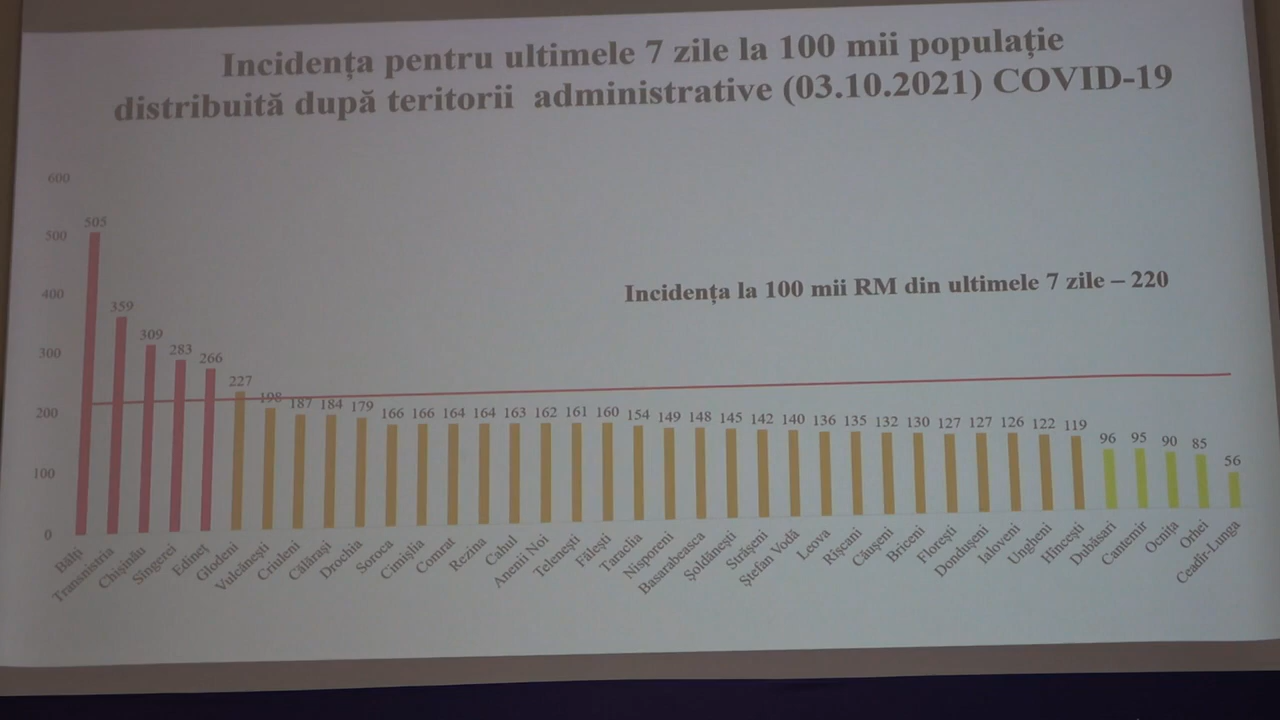 Incidența pentru ultimele 7 zile la 100 mii populație
distribuită după teritorii administrative (03.10.2021) COVID-19
600
500
400
300
200
100
0
Incidența la 100 mii RM din ultimele 7 zile – 220
505
359
309
283
266
227
198
187
184
179
166
166
164
164
163
162
161
160
154
149
148
145
142
140
136
135
132
130
127
127
126
122
119
96
95
90
85
56
Bălți
Transnistria
Chișinău
Sîngerei
Edineț
Glodeni
Vulcănești
Criuleni
Călărași
Drochia
Soroca
Cimișlia
Comrat
Rezina
Cahul
Anenii Noi
Telenești
Fălești
Taraclia
Nisporeni
Basarabeasca
Șoldănești
Strășeni
Ștefan Vodă
Leova
Rîșcani
Căușeni
Briceni
Florești
Dondușeni
Ialoveni
Ungheni
Hîncești
Dubăsari
Cantemir
Ocnița
Orhei
Ceadîr-Lunga